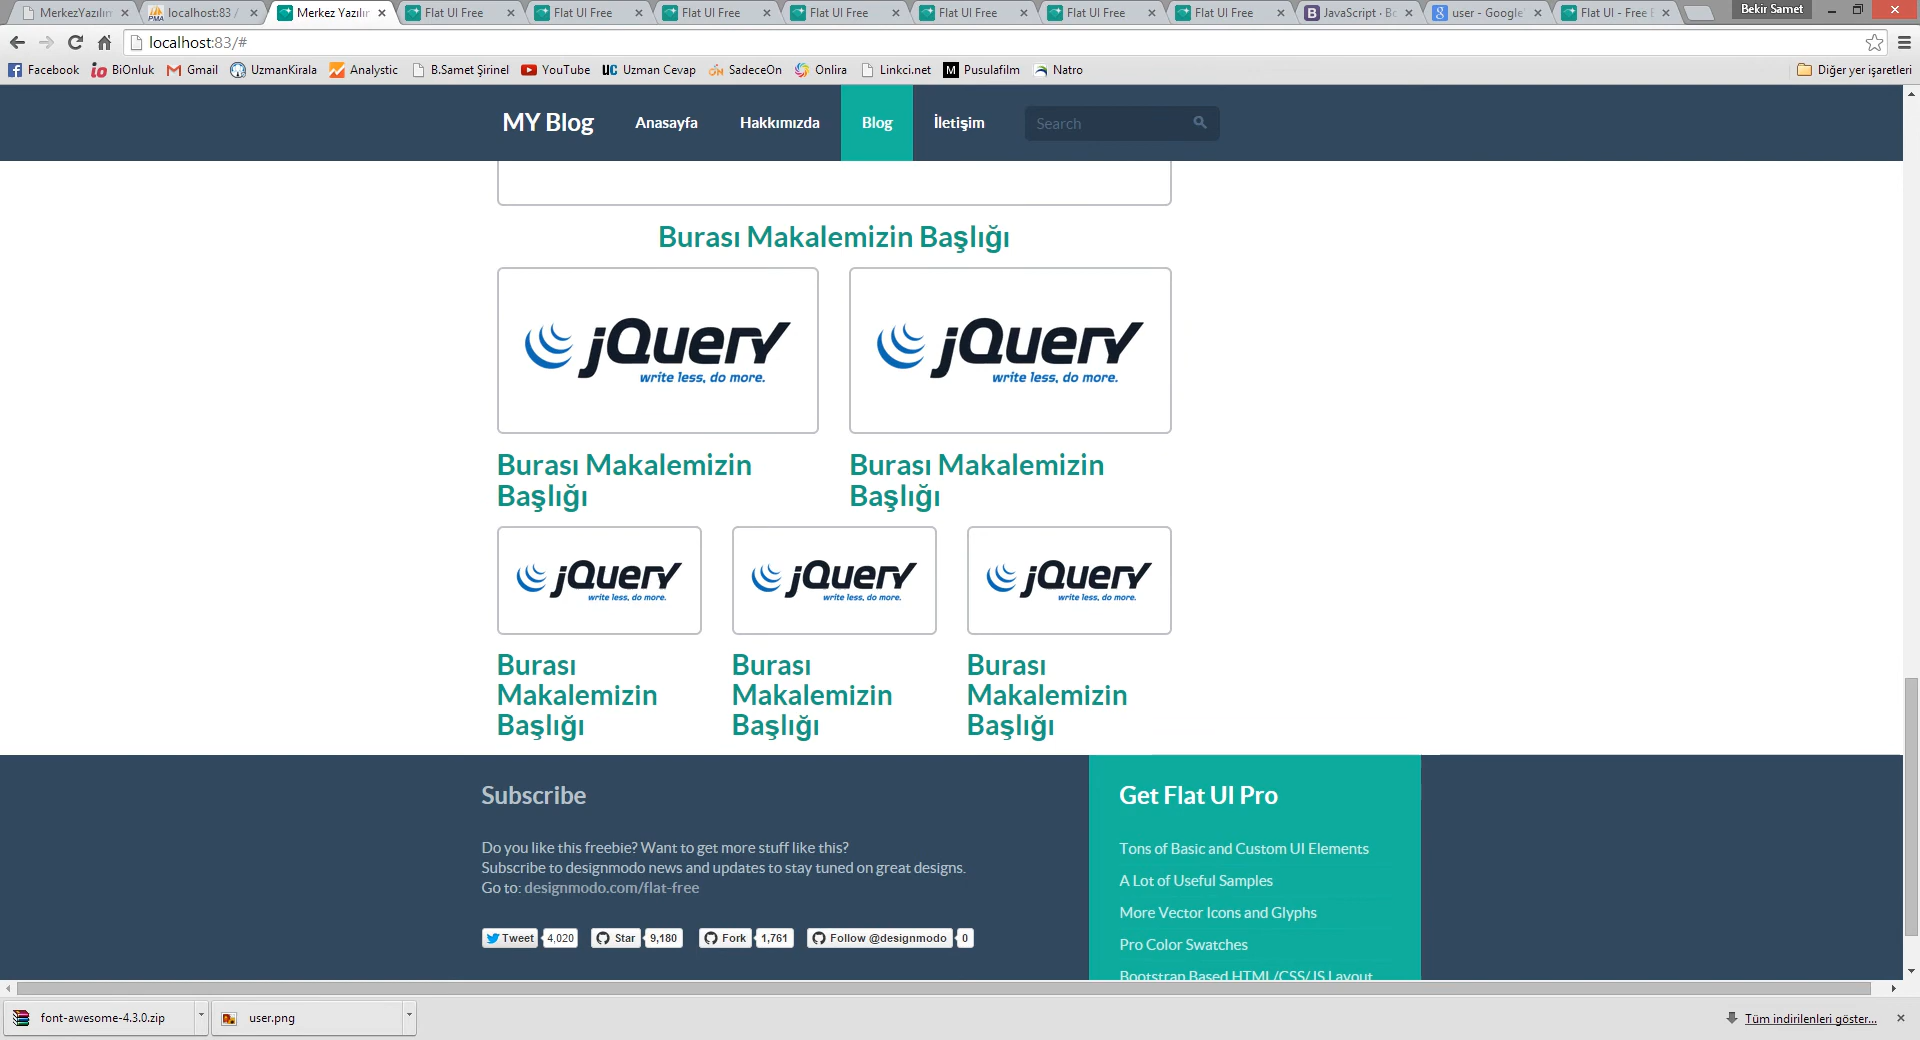 MerkezYazılım
localhost:83 /
Merkez Yazılım
Flat UI Free
Flat UI Free
Flat UI Free
Flat UI Free
Flat UI Free
Flat UI Free
Flat UI Free
JavaScript · Bo
user - Google'
Flat UI - Free B
Bekir Samet
localhost:83/#
Facebook
BiOnluk
Gmail
UzmanKirala
Analystic
B.Samet Şirinel
YouTube
Uzman Cevap
SadeceOn
Onlira
Linkci.net
Pusulafilm
Natro
Diğer yer işaretleri
MY Blog
Anasayfa
Hakkımızda
Blog
İletişim
Search
Burası Makalemizin Başlığı
jQuery
write less, do more.
jQuery
write less, do more.
Burası Makalemizin
Başlığı
Burası Makalemizin
Başlığı
jQuery
write less, do more.
jQuery
write less, do more.
jQuery
write less, do more.
Burası
Makalemizin
Başlığı
Burası
Makalemizin
Başlığı
Burası
Makalemizin
Başlığı
Subscribe
Do you like this freebie? Want to get more stuff like this?
Subscribe to designmodo news and updates to stay tuned on great designs.
Go to: designmodo.com/flat-free
Tweet 4,020
Star 9,180
Fork 1,761
Follow @designmodo 0
Get Flat UI Pro
Tons of Basic and Custom UI Elements
A Lot of Useful Samples
More Vector Icons and Glyphs
Pro Color Swatches
Bootstrap Based HTML/CSS/JS Layout
font-awesome-4.3.0.zip
user.png
Tüm indirilenleri göster...